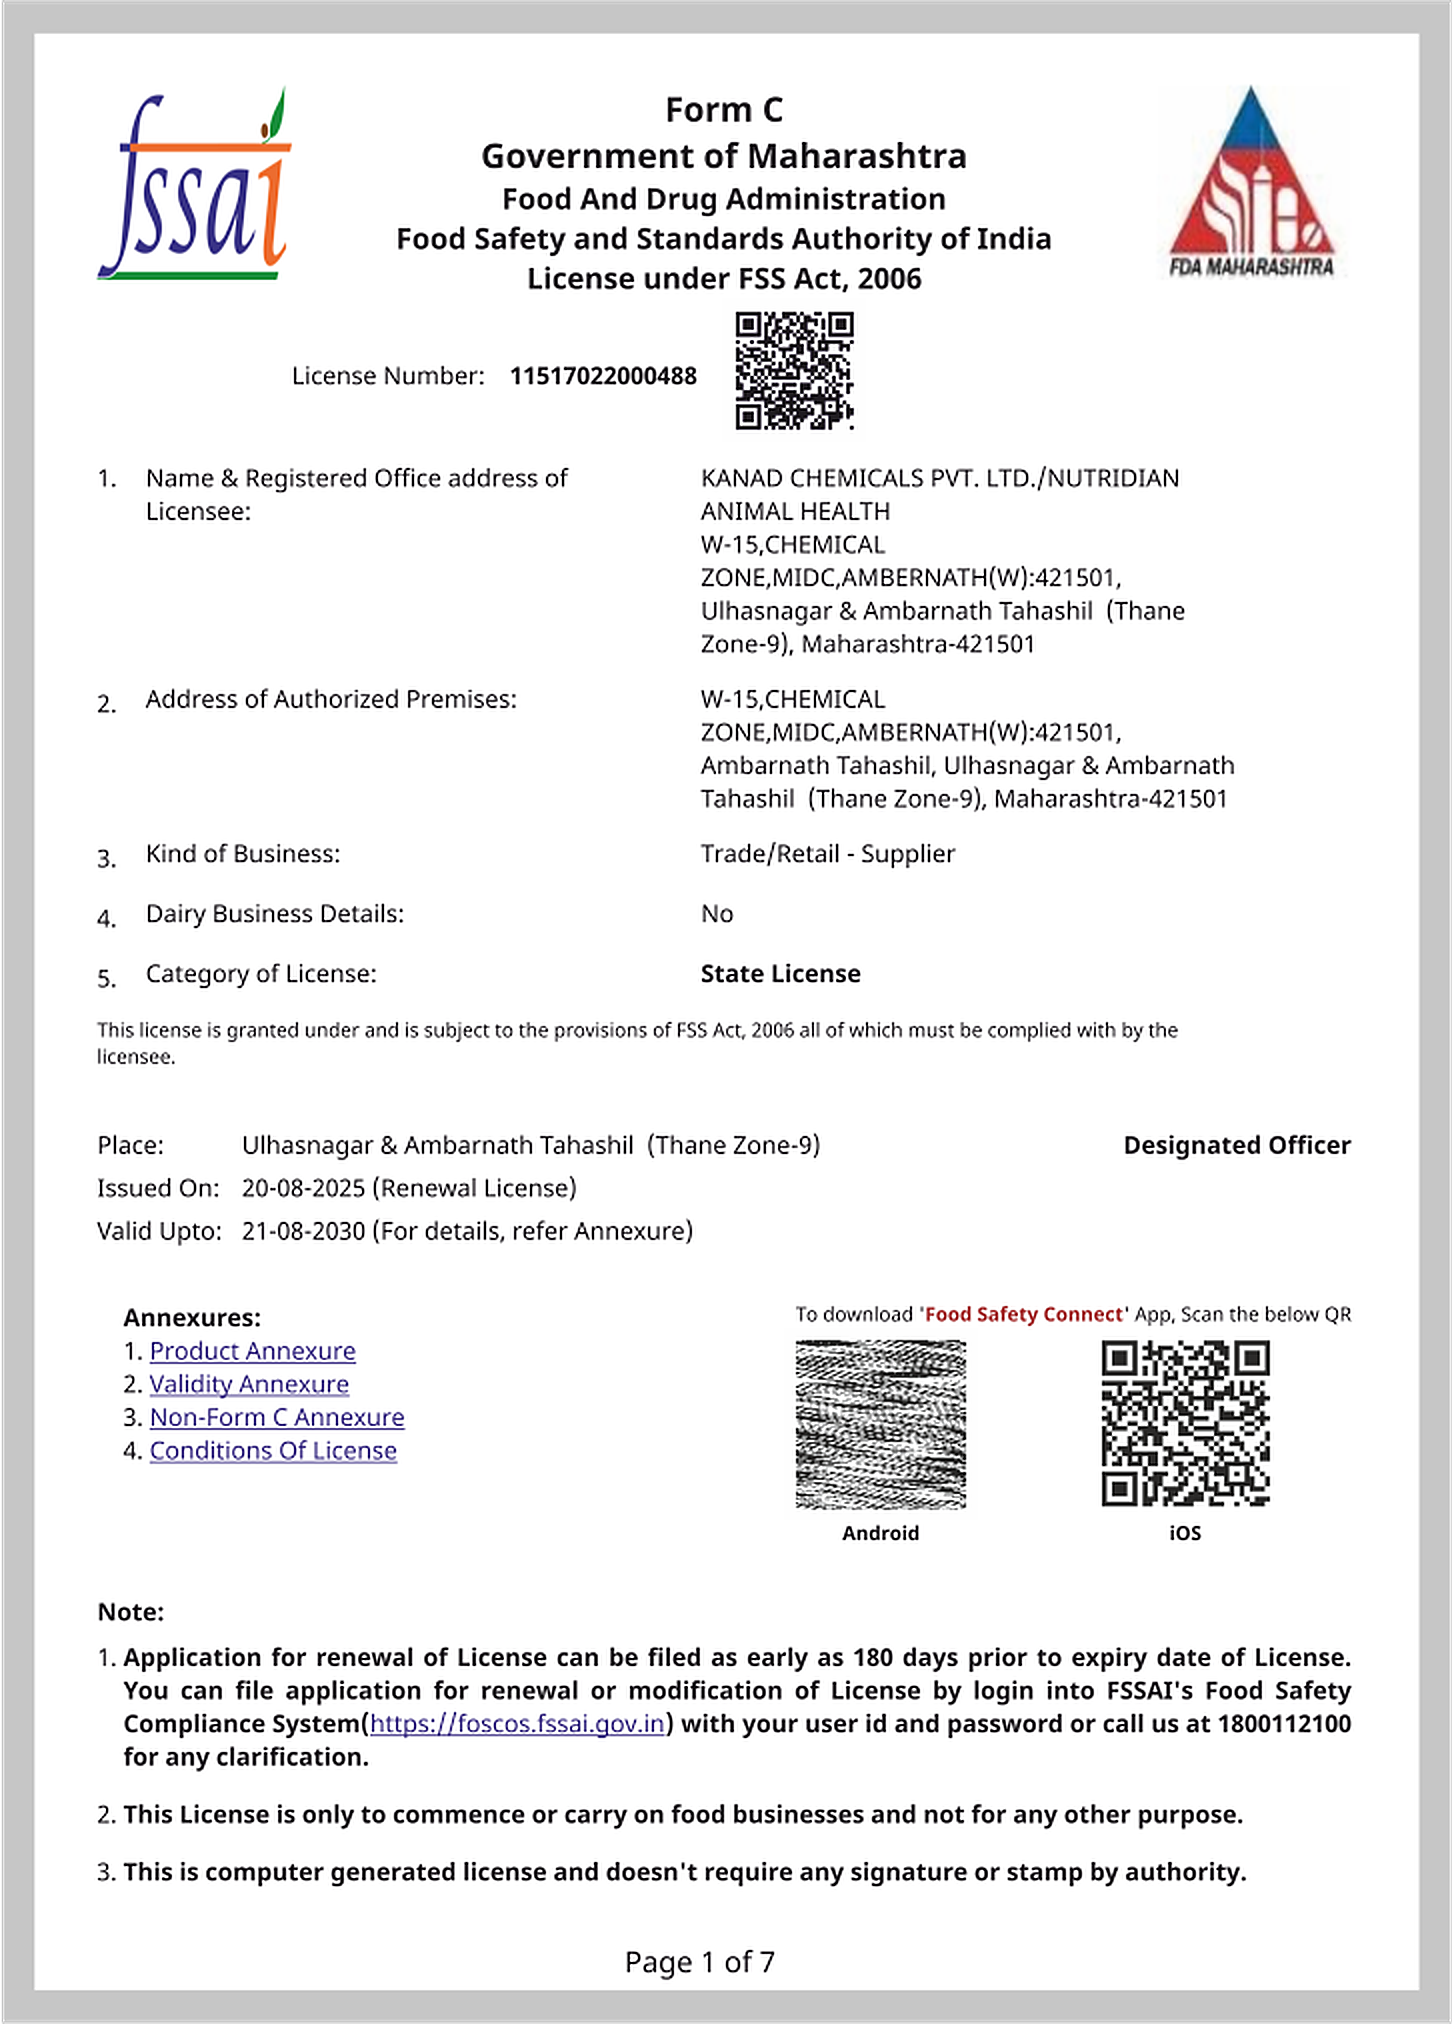 fssai
Form C
Government of Maharashtra
Food And Drug Administration
Food Safety and Standards Authority of India
License under FSS Act, 2006
FDA MAHARASHTRA
License Number: 11517022000488
1. Name & Registered Office address of
Licensee:
KANAD CHEMICALS PVT. LTD./NUTRIDIAN
ANIMAL HEALTH
W-15,CHEMICAL
ZONE,MIDC,AMBERNATH(W):421501,
Ulhasnagar & Ambarnath Tahashil (Thane
Zone-9), Maharashtra-421501
2. Address of Authorized Premises:
W-15,CHEMICAL
ZONE,MIDC,AMBERNATH(W):421501,
Ambarnath Tahashil, Ulhasnagar & Ambarnath
Tahashil (Thane Zone-9), Maharashtra-421501
3. Kind of Business: Trade/Retail - Supplier
4. Dairy Business Details: No
5. Category of License: State License
This license is granted under and is subject to the provisions of FSS Act, 2006 all of which must be complied with by the
licensee.
Place: Ulhasnagar & Ambarnath Tahashil (Thane Zone-9) Designated Officer
Issued On: 20-08-2025 (Renewal License)
Valid Upto: 21-08-2030 (For details, refer Annexure)
Annexures:
1. Product Annexure
2. Validity Annexure
3. Non-Form C Annexure
4. Conditions Of License
To download 'Food Safety Connect' App, Scan the below QR
Android iOS
Note:
1. Application for renewal of License can be filed as early as 180 days prior to expiry date of License.
You can file application for renewal or modification of License by login into FSSAI's Food Safety
Compliance System(https://foscos.fssai.gov.in) with your user id and password or call us at 1800112100
for any clarification.
2. This License is only to commence or carry on food businesses and not for any other purpose.
3. This is computer generated license and doesn't require any signature or stamp by authority.
Page 1 of 7